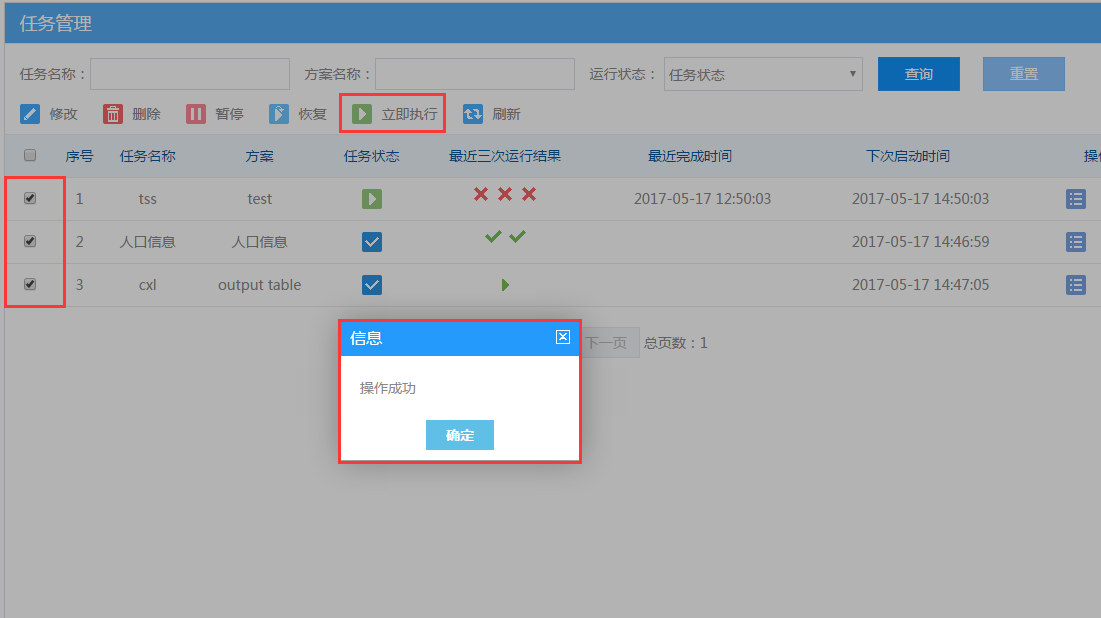 任务管理
任务名称： 方案名称： 运行状态： 任务状态 查询 重置
修改 删除 暂停 恢复 立即执行 刷新
序号 任务名称 方案 任务状态 最近三次运行结果 最近完成时间 下次启动时间 操
1 tss test 2017-05-17 12:50:03 2017-05-17 14:50:03
2 人口信息 人口信息 2017-05-17 14:46:59
3 cxl output table 2017-05-17 14:47:05
下一页 总页数：1
信息
操作成功
确定